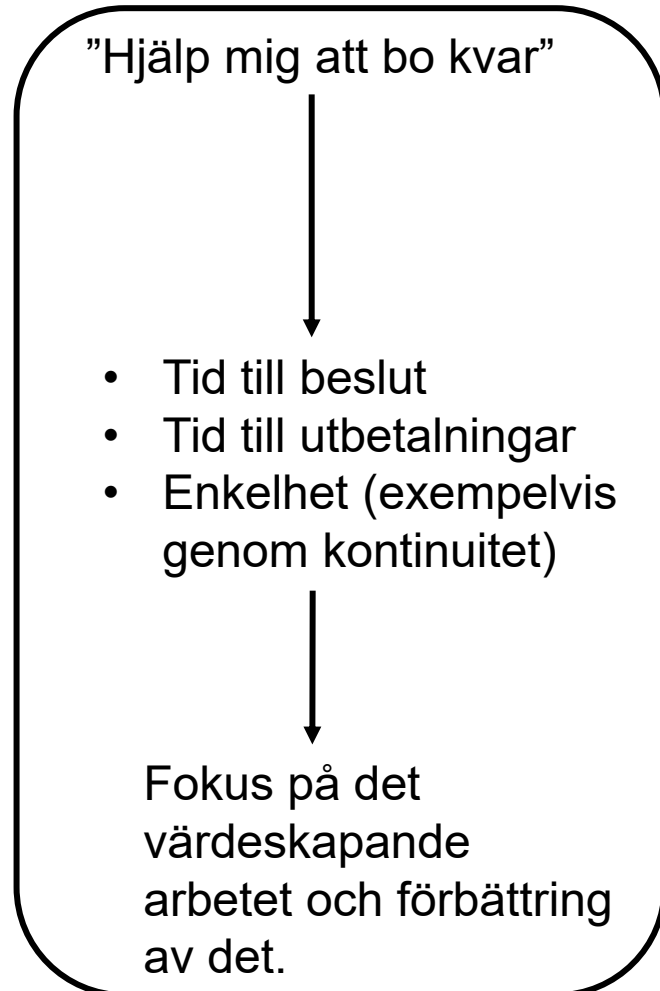 ”Hjälp mig att bo kvar”
• Tid till beslut
• Tid till utbetalningar
• Enkelhet (exempelvis
genom kontinuitet)
Fokus på det
värdeskapande
arbetet och förbättring
av det.